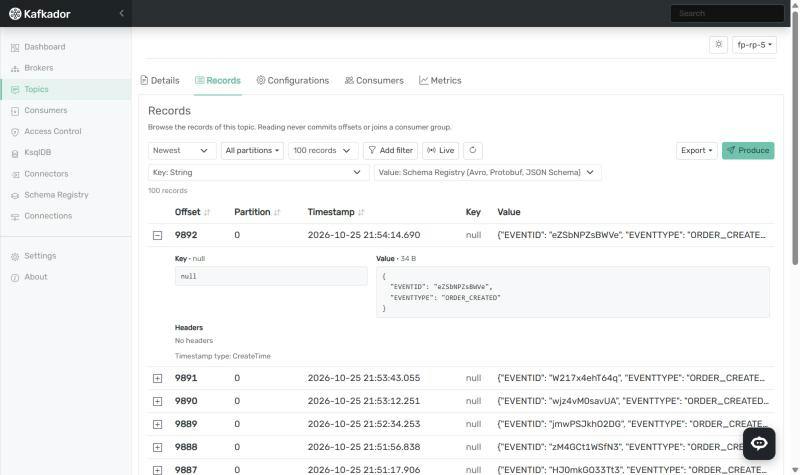 Kafkador
Search
fp-rp-5
Dashboard
Brokers
Topics
Consumers
Access Control
KsqlDB
Connectors
Schema Registry
Connections
Settings
About
Details Records Configurations Consumers Metrics
Records
Browse the records of this topic. Reading never commits offsets or joins a consumer group.
Newest All partitions 100 records Add filter Live Export Produce
Key: String Value: Schema Registry (Avro, Protobuf, JSON Schema)
100 records
Offset Partition Timestamp Key Value
9892 0 2026-10-25 21:54:14.690 null {"EVENTID": "eZSbNPZsBWVe", "EVENTTYPE": "ORDER_CREATE...
Key · null Value · 34 B
null
{
"EVENTID": "eZSbNPZsBWVe",
"EVENTTYPE": "ORDER_CREATED"
}
Headers
No headers
Timestamp type: CreateTime
9891 0 2026-10-25 21:53:43.055 null {"EVENTID": "W217x4ehT64q", "EVENTTYPE": "ORDER_CREATE...
9890 0 2026-10-25 21:53:12.251 null {"EVENTID": "wjz4vM0savUA", "EVENTTYPE": "ORDER_CREATED...
9889 0 2026-10-25 21:52:34.253 null {"EVENTID": "jmwPSJkhO2DG", "EVENTTYPE": "ORDER_CREATE...
9888 0 2026-10-25 21:51:56.838 null {"EVENTID": "zM4GCt1WSfN3", "EVENTTYPE": "ORDER_CRE
9887 0 2026-10-25 21:51:17.906 null {"EVENTID": "HJ0mkGO33Tt3", "EVENTTYPE": "ORDER_CREA